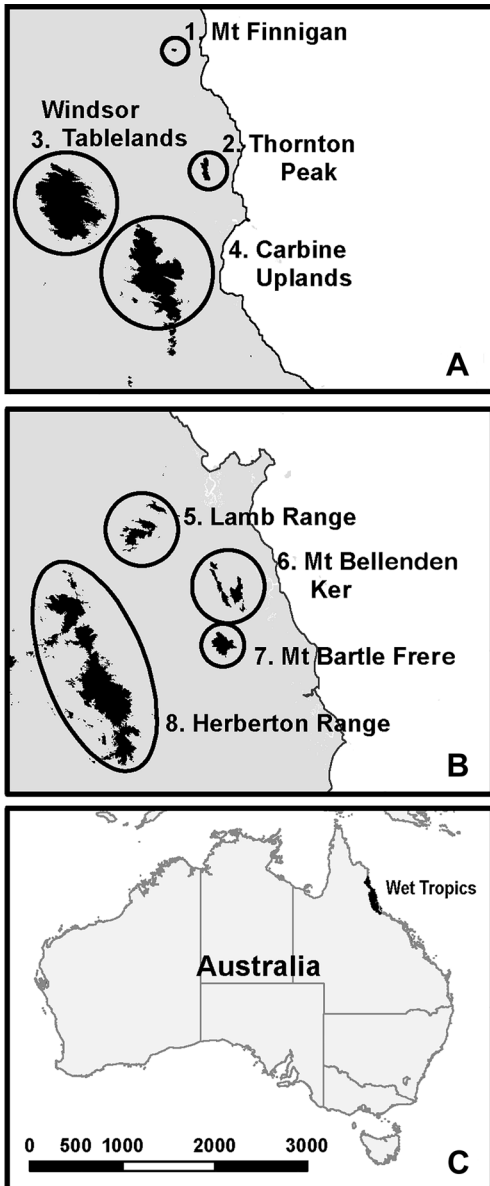 1. Mt Finnigan
Windsor
3. Tablelands
2. Thornton
Peak
4. Carbine
Uplands
A
5. Lamb Range
6. Mt Bellenden
Ker
7. Mt Bartle Frere
8. Herberton Range
B
Wet Tropics
Australia
0 500 1000 2000 3000
C